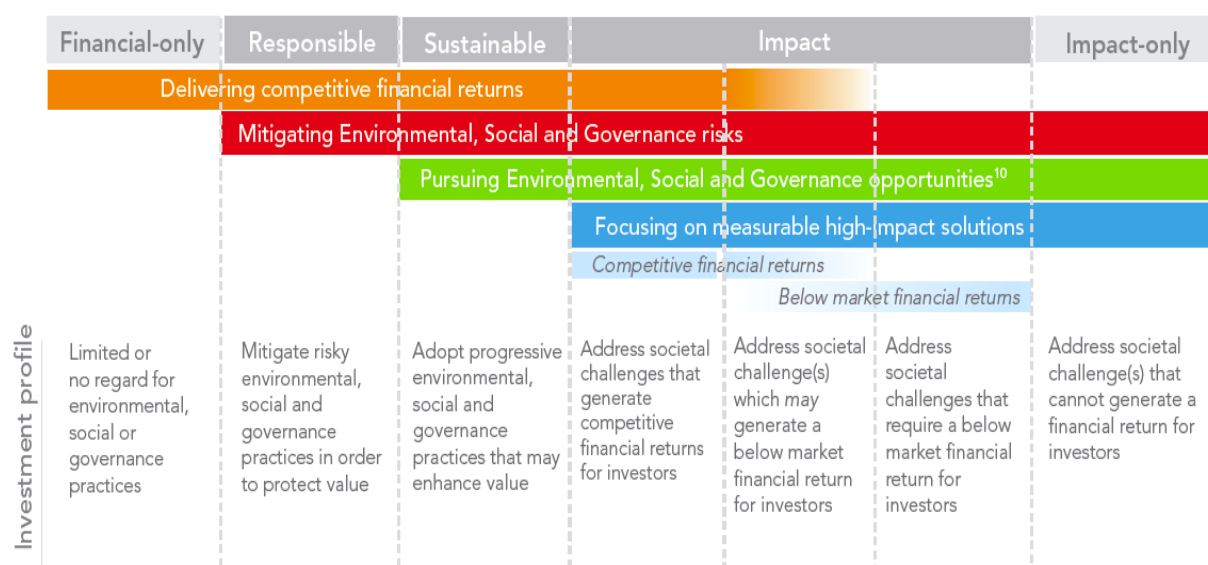 Financial-only
Responsible
Sustainable
Impact
Impact-only
Delivering competitive financial returns
Mitigating Environmental, Social and Governance risks
Pursuing Environmental, Social and Governance opportunities¹⁰
Focusing on measurable high-impact solutions
Competitive financial returns
Below market financial returns
Investment profile
Limited or
no regard for
environmental,
social or
governance
practices
Mitigate risky
environmental,
social and
governance
practices in order
to protect value
Adopt progressive
environmental,
social and
governance
practices that may
enhance value
Address societal
challenges that
generate
competitive
financial returns
for investors
Address societal
challenge(s)
which may
generate a
below market
financial return
for investors
Address
societal
challenges that
require a below
market financial
return for
investors
Address societal
challenge(s) that
cannot generate a
financial return for
investors